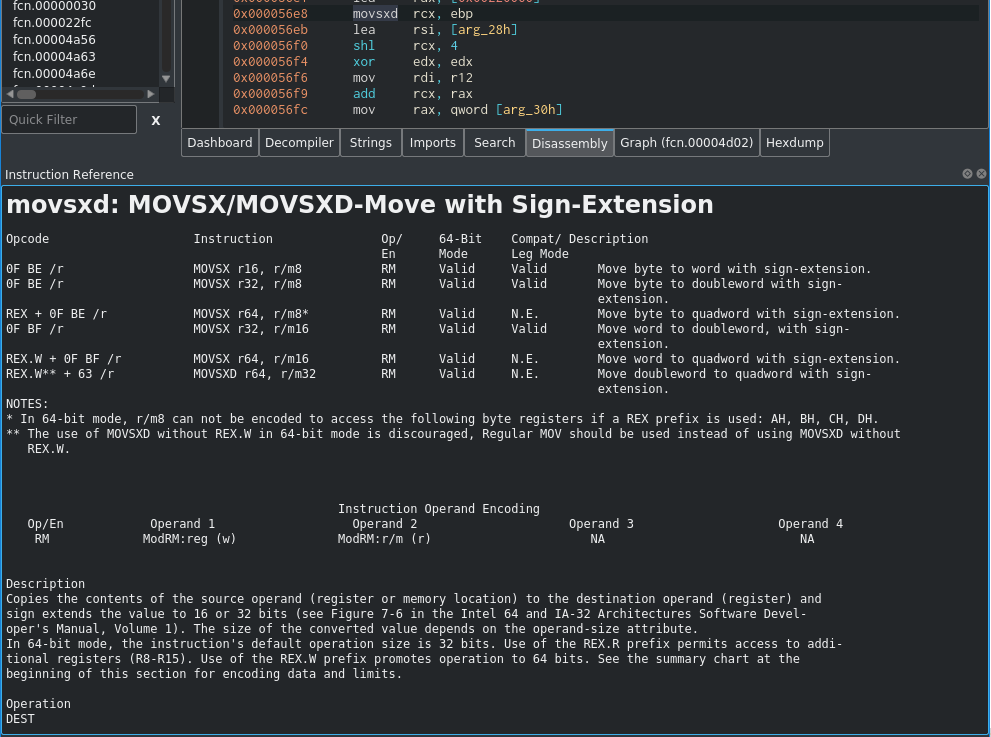 fcn.00000030
fcn.000022fc
fcn.00004a56
fcn.00004a63
fcn.00004a6e
Quick Filter X
0x000056e8 movsxd rcx, ebp
0x000056eb lea rsi, [arg_28h]
0x000056f0 shl rcx, 4
0x000056f4 xor edx, edx
0x000056f6 mov rdi, r12
0x000056f9 add rcx, rax
0x000056fc mov rax, qword [arg_30h]
Dashboard Decompiler Strings Imports Search Disassembly Graph (fcn.00004d02) Hexdump
Instruction Reference
movsxd: MOVSX/MOVSXD-Move with Sign-Extension
Opcode Instruction Op/ 64-Bit Compat/ Description
En Mode Leg Mode
0F BE /r MOVSX r16, r/m8 RM Valid Valid Move byte to word with sign-extension.
0F BE /r MOVSX r32, r/m8 RM Valid Valid Move byte to doubleword with sign-
extension.
REX + 0F BE /r MOVSX r64, r/m8* RM Valid N.E. Move byte to quadword with sign-extension.
0F BF /r MOVSX r32, r/m16 RM Valid Valid Move word to doubleword, with sign-
extension.
REX.W + 0F BF /r MOVSX r64, r/m16 RM Valid N.E. Move word to quadword with sign-extension.
REX.W** + 63 /r MOVSXD r64, r/m32 RM Valid N.E. Move doubleword to quadword with sign-
extension.
NOTES:
* In 64-bit mode, r/m8 can not be encoded to access the following byte registers if a REX prefix is used: AH, BH, CH, DH.
** The use of MOVSXD without REX.W in 64-bit mode is discouraged, Regular MOV should be used instead of using MOVSXD without
REX.W.
Instruction Operand Encoding
Op/En Operand 1 Operand 2 Operand 3 Operand 4
RM ModRM:reg (w) ModRM:r/m (r) NA NA
Description
Copies the contents of the source operand (register or memory location) to the destination operand (register) and
sign extends the value to 16 or 32 bits (see Figure 7-6 in the Intel 64 and IA-32 Architectures Software Devel-
oper's Manual, Volume 1). The size of the converted value depends on the operand-size attribute.
In 64-bit mode, the instruction's default operation size is 32 bits. Use of the REX.R prefix permits access to addi-
tional registers (R8-R15). Use of the REX.W prefix promotes operation to 64 bits. See the summary chart at the
beginning of this section for encoding data and limits.
Operation
DEST